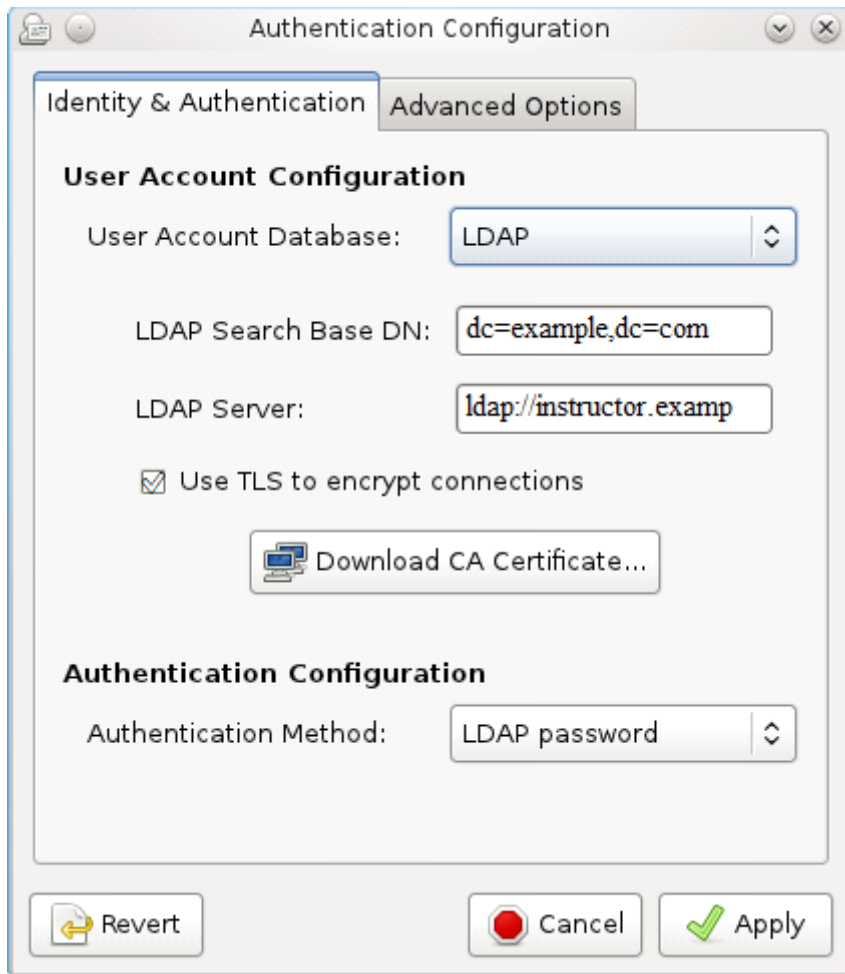 Authentication Configuration
Identity & Authentication
Advanced Options
User Account Configuration
User Account Database: LDAP
LDAP Search Base DN: dc=example,dc=com
LDAP Server: ldap://instructor.examp
Use TLS to encrypt connections
Download CA Certificate...
Authentication Configuration
Authentication Method: LDAP password
Revert Cancel Apply